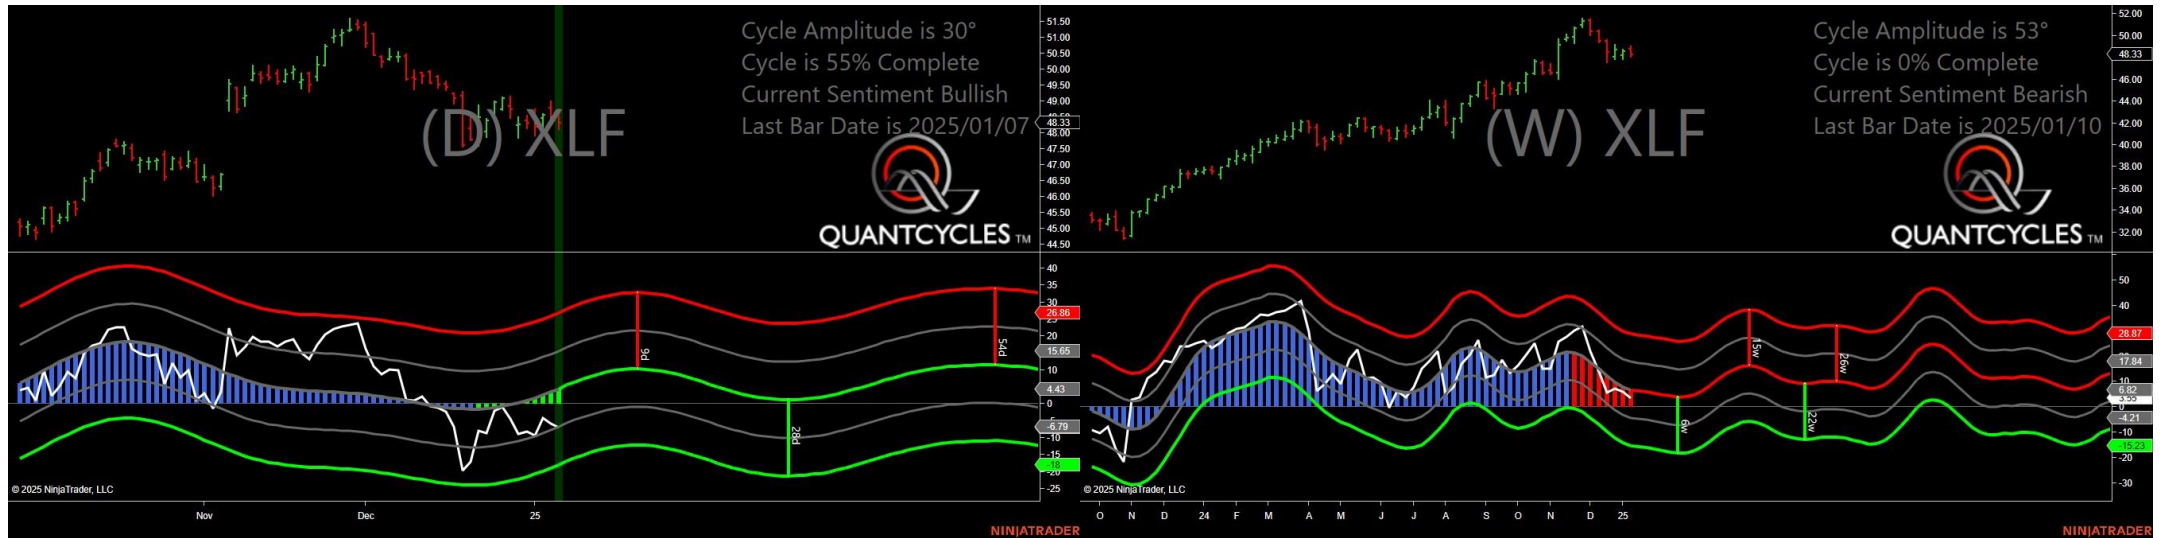 Cycle Amplitude is 30°
Cycle is 55% Complete
Current Sentiment Bullish
Last Bar Date is 2025/01/07
(D) XLF
QUANTCYCLES TM
51.50
51.00
50.50
50.00
49.50
49.00
48.33
48.00
47.50
47.00
46.50
46.00
45.50
45.00
44.50
40
35
30
26.86
15.65
10
4.43
0
-6.79
-10
-15
-18
-20
-25
9d
28d
54d
© 2025 NinjaTrader, LLC
Nov
Dec
25
NINJATRADER
Cycle Amplitude is 53°
Cycle is 0% Complete
Current Sentiment Bearish
Last Bar Date is 2025/01/10
(W) XLF
QUANTCYCLES TM
52.00
50.00
48.33
46.00
44.00
42.00
40.00
38.00
36.00
34.00
32.00
50
40
28.87
17.84
10
6.82
0
-4.21
-10
-15.23
-20
-30
6w
15w
22w
26w
© 2025 NinjaTrader, LLC
O
N
D
24
F
M
A
M
J
J
A
S
O
N
D
25
NINJATRADER